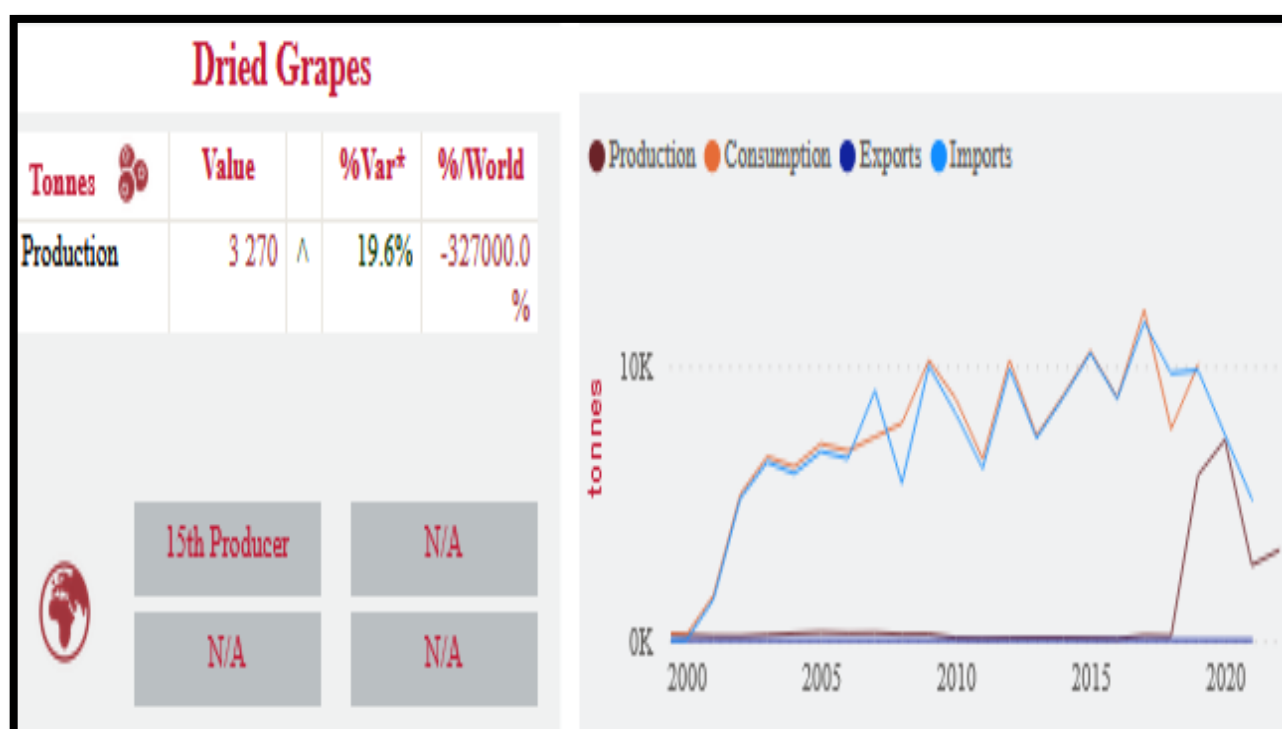 Dried Grapes
Tonnes Value %Var* %/World
Production 3 270 ^ 19.6% -327000.0
%
15th Producer N/A
N/A N/A
Production Consumption Exports Imports
tonnes
10K
0K
2000 2005 2010 2015 2020